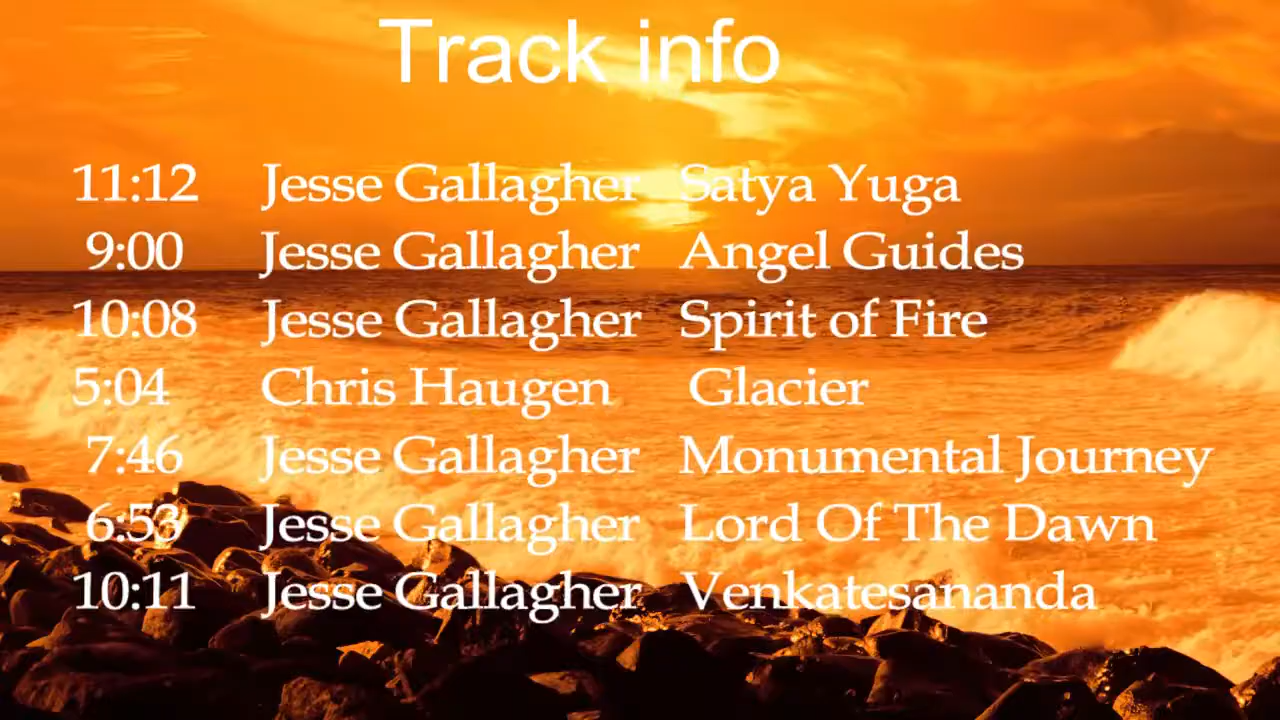 Track info
11:12 Jesse Gallagher Satya Yuga
9:00 Jesse Gallagher Angel Guides
10:08 Jesse Gallagher Spirit of Fire
5:04 Chris Haugen Glacier
7:46 Jesse Gallagher Monumental Journey
6:53 Jesse Gallagher Lord Of The Dawn
10:11 Jesse Gallagher Venkatesananda